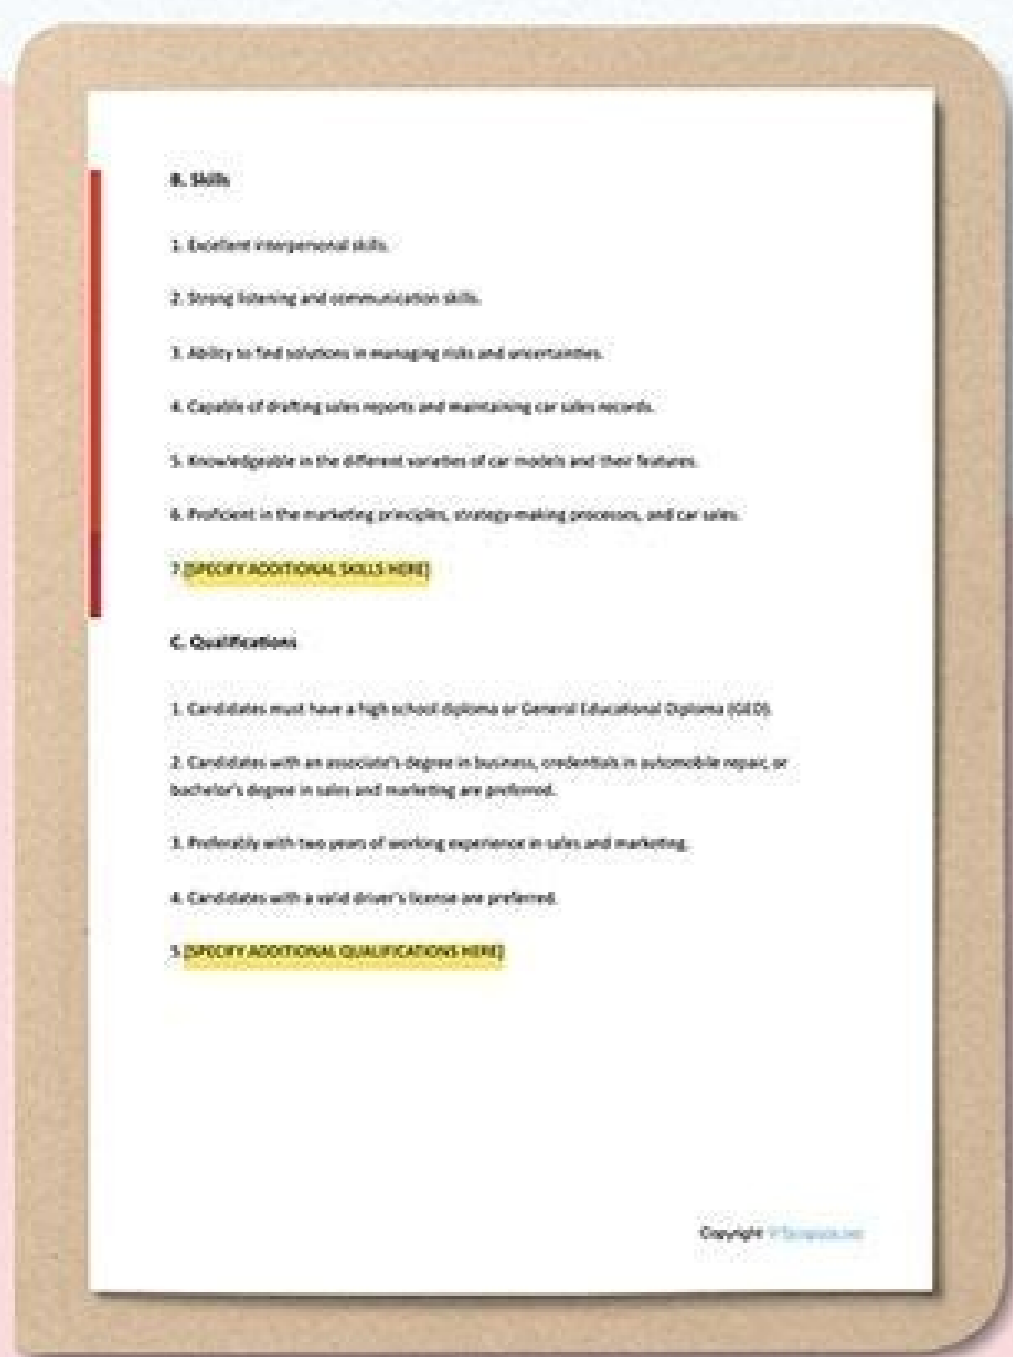 B. Skills
1. Excellent interpersonal skills.
2. Strong listening and communication skills.
3. Ability to find solutions in managing risks and uncertainties.
4. Capable of drafting sales reports and maintaining car sales records.
5. Knowledgeable in the different varieties of car models and their features.
6. Proficient in the marketing principles, strategy-making processes, and car sales.
7.[SPECIFY ADDITIONAL SKILLS HERE]
C. Qualifications
1. Candidates must have a high school diploma or General Educational Diploma (GED).
2. Candidates with an associate's degree in business, credentials in automobile repair, or
bachelor's degree in sales and marketing are preferred.
3. Preferably with two years of working experience in sales and marketing.
4. Candidates with a valid driver's license are preferred.
5.[SPECIFY ADDITIONAL QUALIFICATIONS HERE]
Copyright